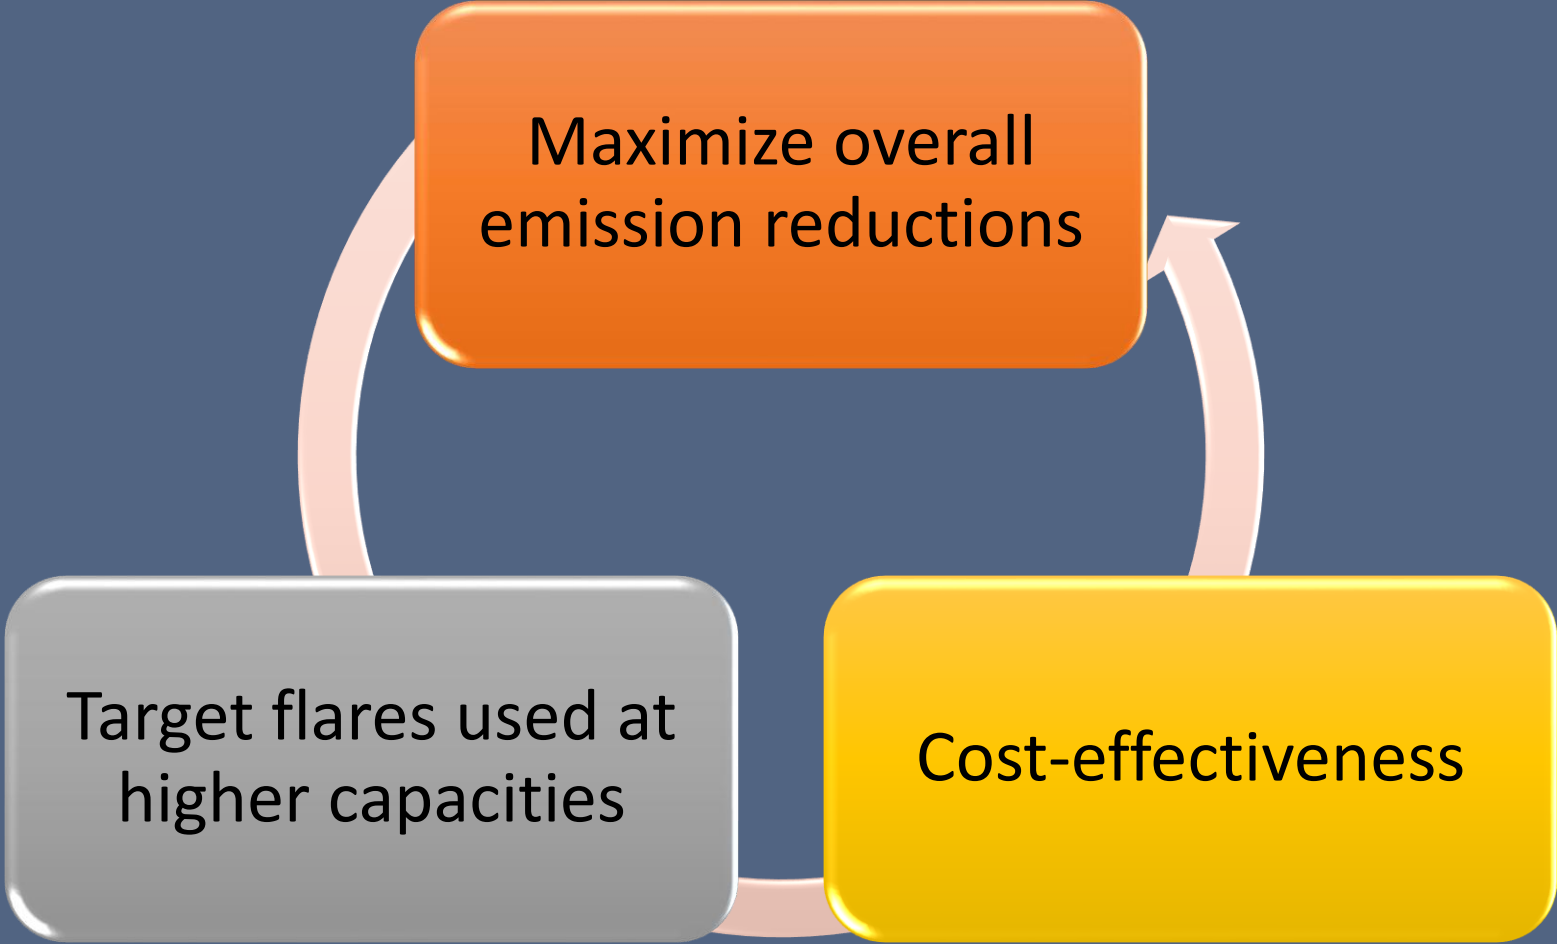 Maximize overall
emission reductions
Target flares used at
higher capacities
Cost-effectiveness